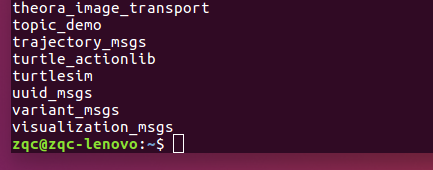 theora_image_transport
topic_demo
trajectory_msgs
turtle_actionlib
turtlesim
uuid_msgs
variant_msgs
visualization_msgs
zqc@zqc-lenovo:~$